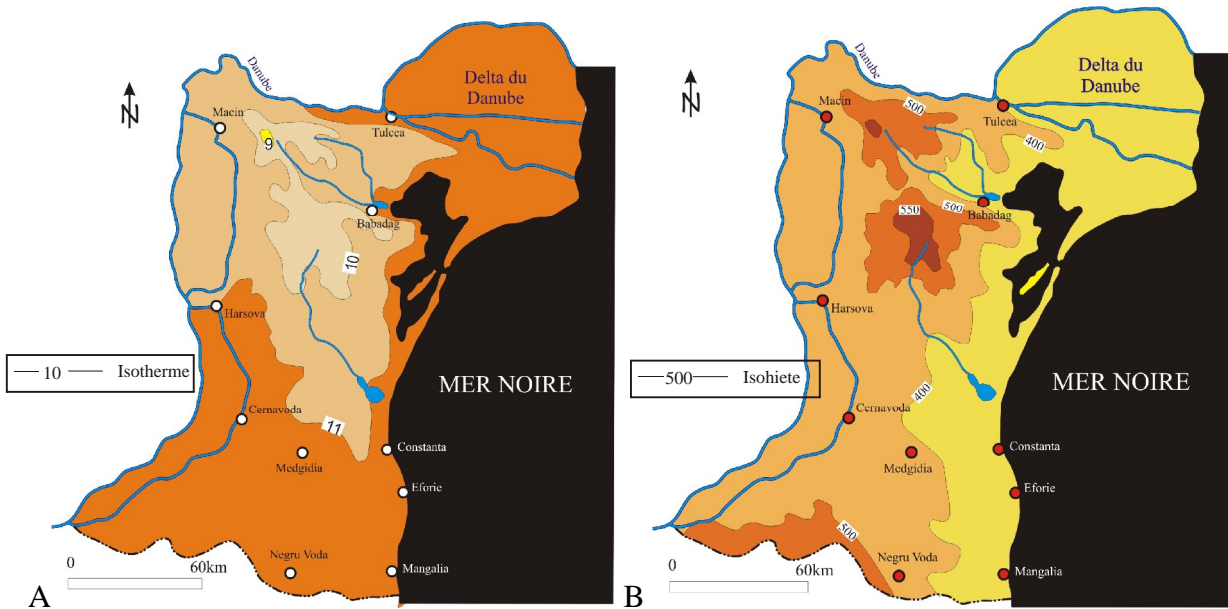 Danube
Delta du
Danube
N
Macin
Tulcea
9
Babadag
10
Harsova
10 Isotherme
MER NOIRE
Cernavoda
11
Constanta
Medgidia
Eforie
Negru Voda
Mangalia
0 60km
A
Danube
Delta du
Danube
N
500
Macin
Tulcea
400
500
Babadag
550
Harsova
500 Isohiete
MER NOIRE
400
Cernavoda
Constanta
Medgidia
Eforie
500
Negru Voda
Mangalia
0 60km
B